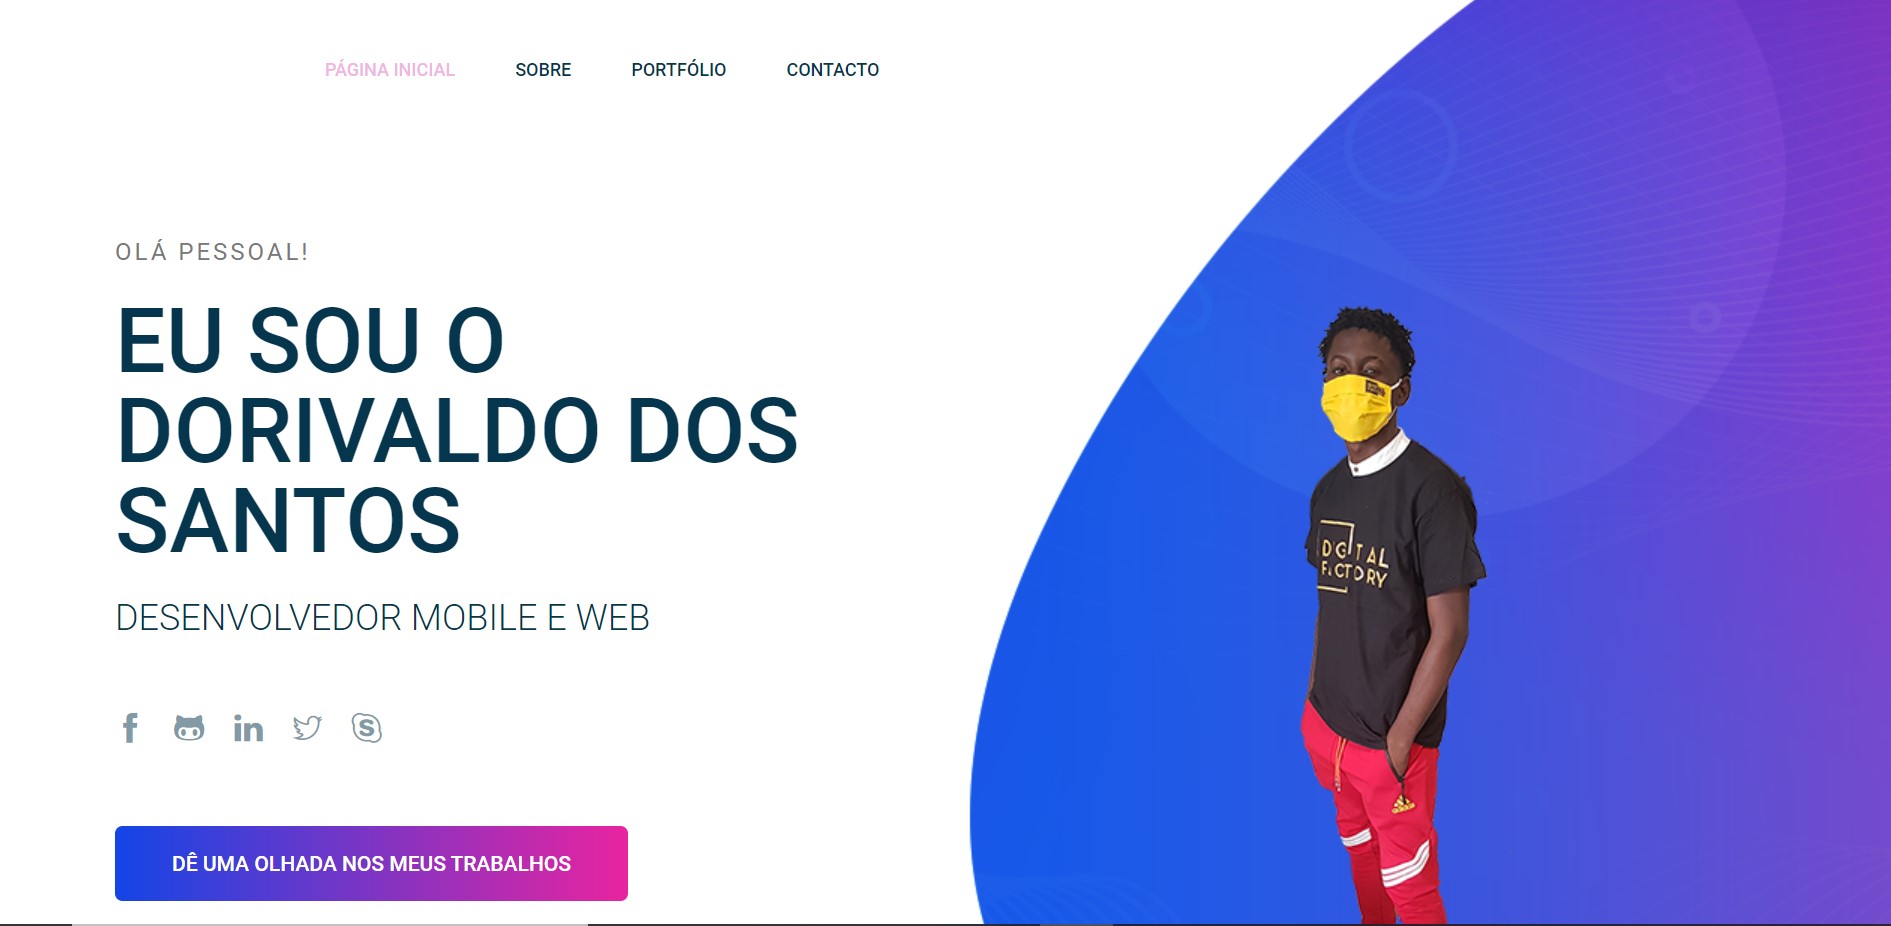 PÁGINA INICIAL SOBRE PORTFÓLIO CONTACTO
OLÁ PESSOAL!
EU SOU O
DORIVALDO DOS
SANTOS
DESENVOLVEDOR MOBILE E WEB
DÊ UMA OLHADA NOS MEUS TRABALHOS
DIGITAL
FACTORY